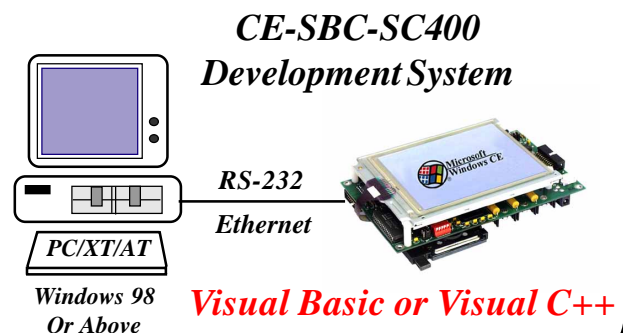 CE-SBC-SC400
Development System
Microsoft
Windows CE
RS-232
Ethernet
PC/XT/AT
Windows 98
Or Above
Visual Basic or Visual C++